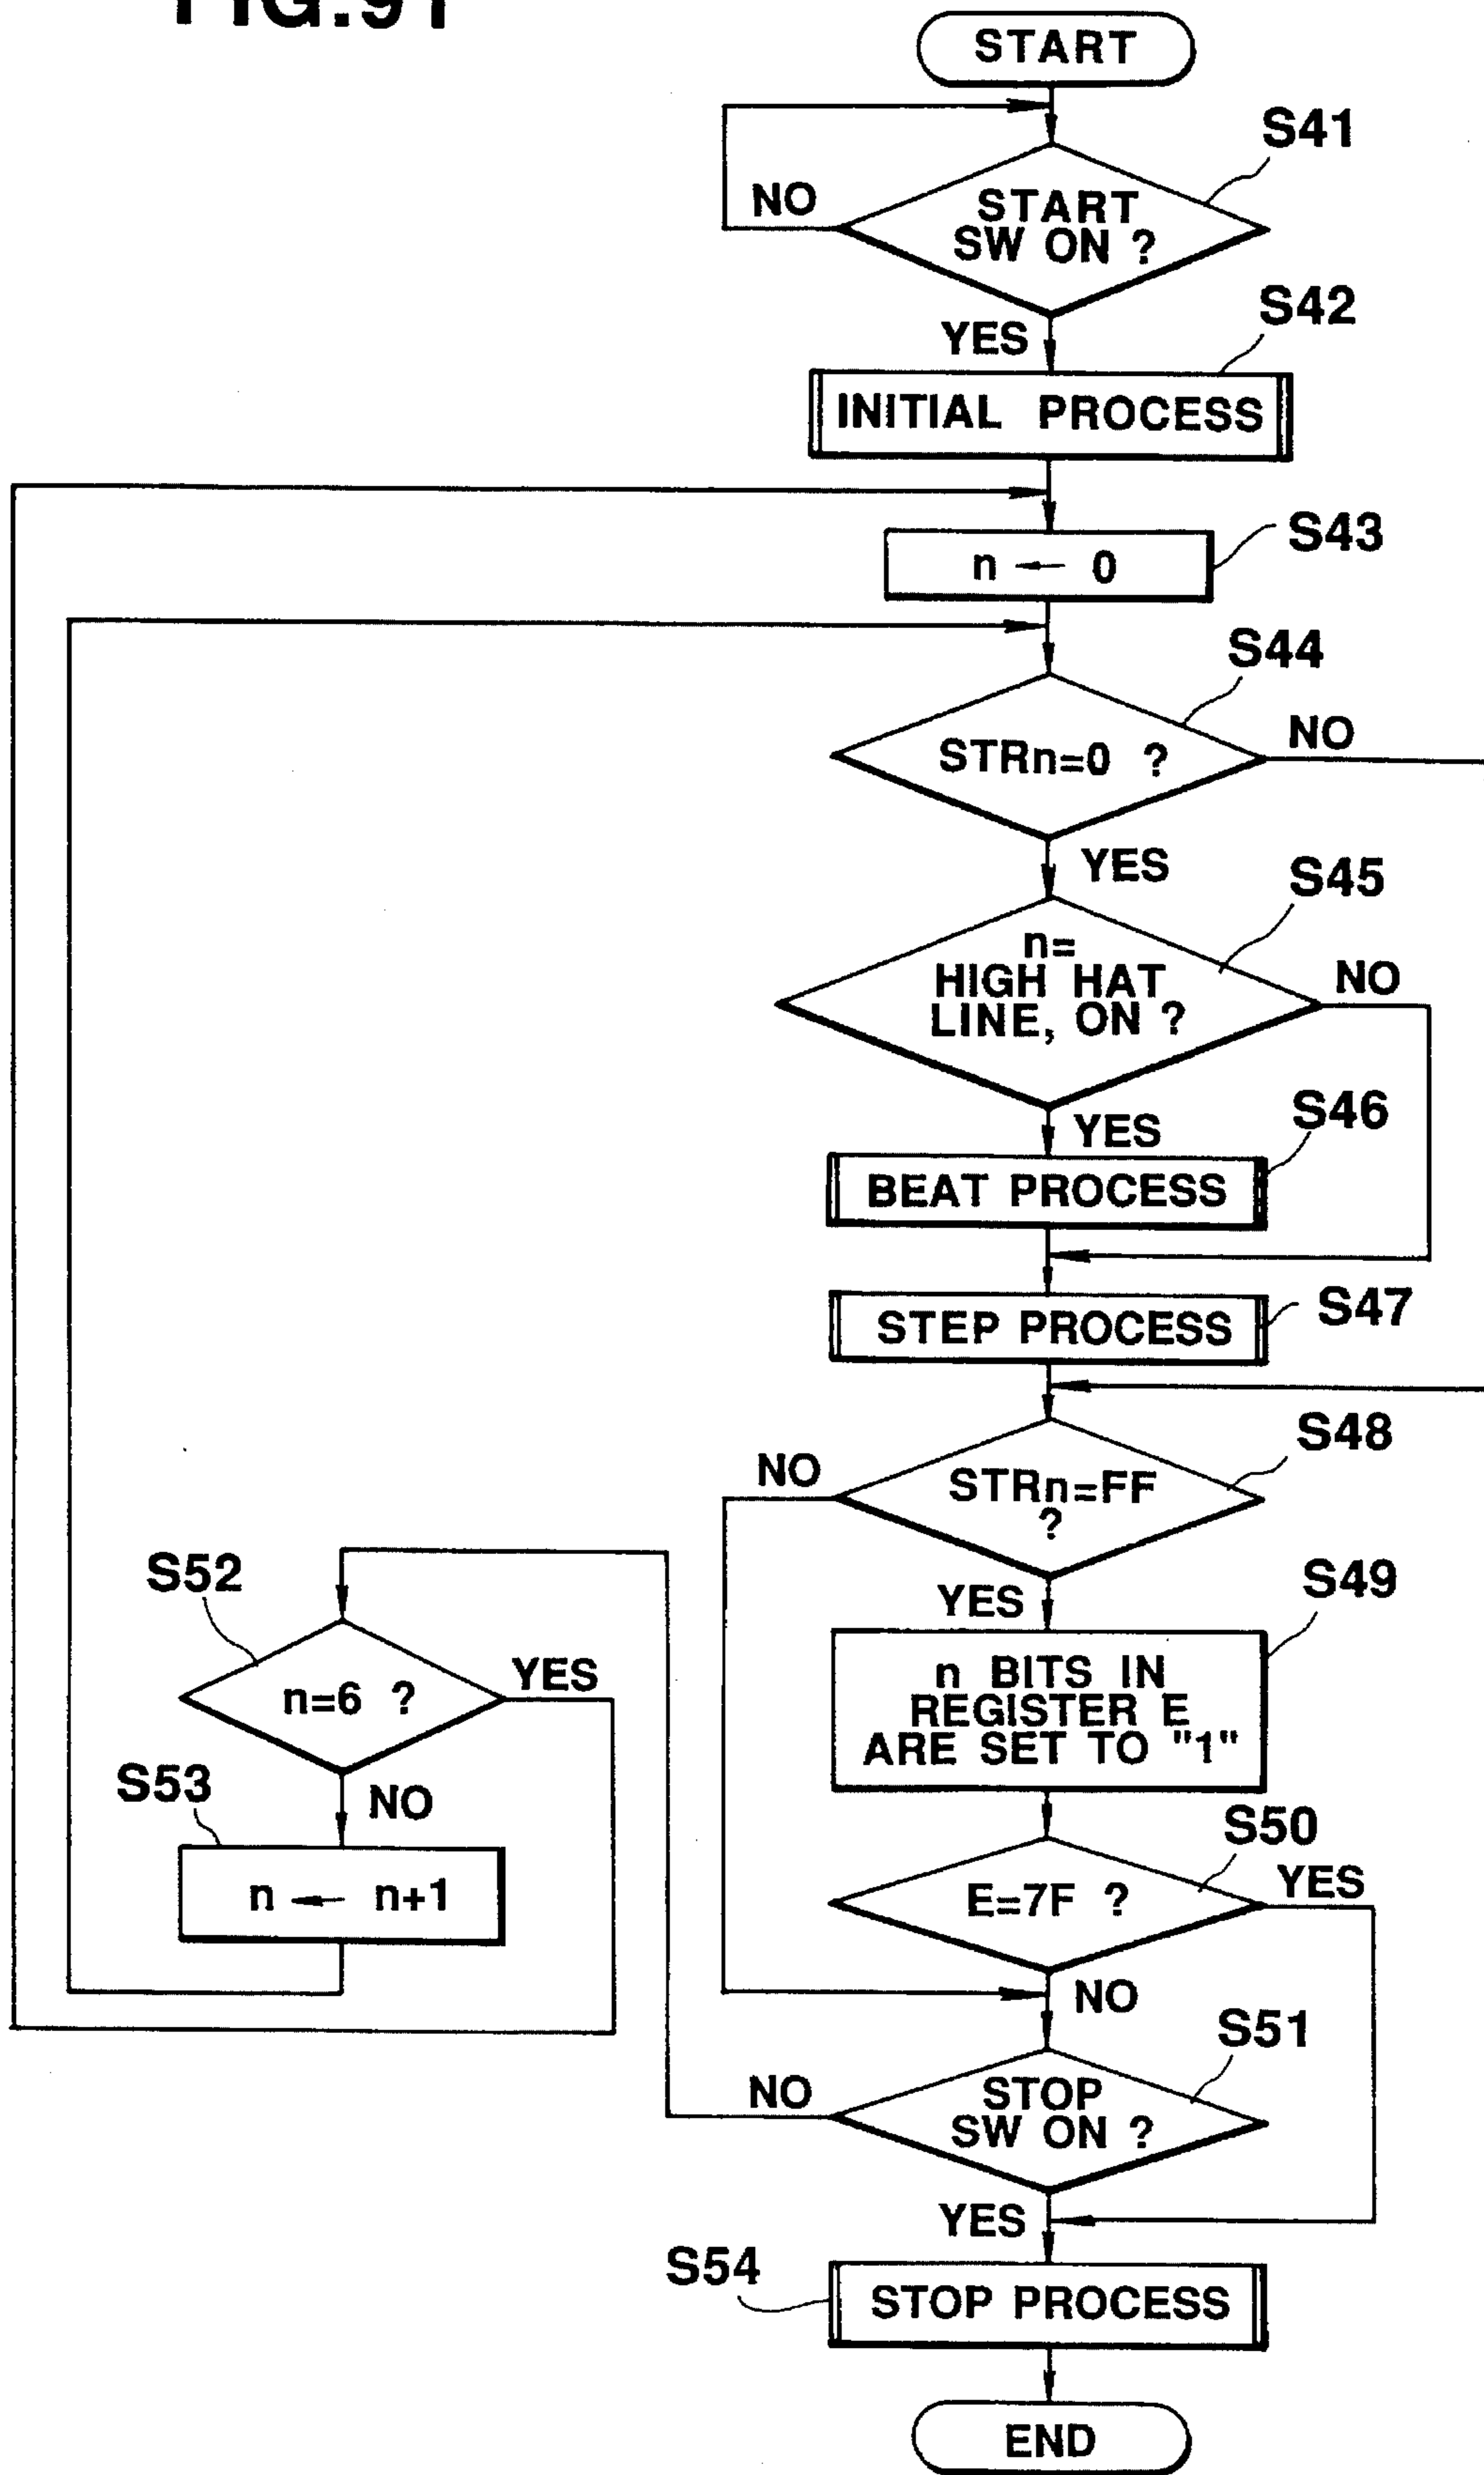 FIG.91
START
S41
NO
START
SW ON ?
S42
YES
INITIAL PROCESS
S43
n ← 0
S44
NO
STRn=0 ?
YES
S45
n=
HIGH HAT
LINE, ON ?
NO
S46
YES
BEAT PROCESS
STEP PROCESS
S47
S48
NO
STRn=FF
?
S52
S49
YES
n=6 ?
YES
n BITS IN
REGISTER E
ARE SET TO "1"
S53
NO
S50
YES
n ← n+1
E=7F ?
NO
S51
NO
STOP
SW ON ?
YES
S54
STOP PROCESS
END